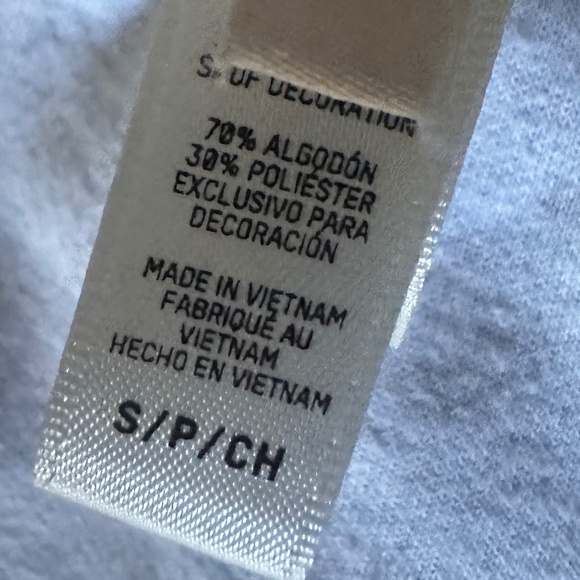 OF DECORATION
70% ALGODÓN
30% POLIÉSTER
EXCLUSIVO PARA
DECORACIÓN
MADE IN VIETNAM
FABRIQUÉ AU
VIETNAM
HECHO EN VIETNAM
S/P/CH